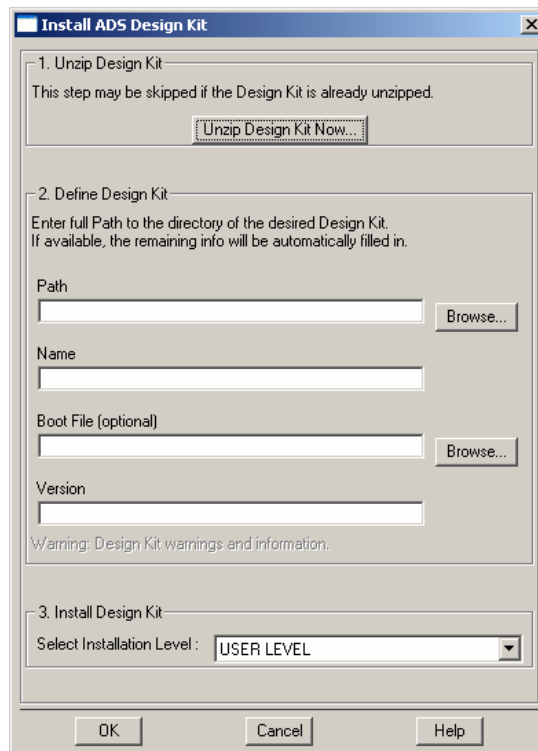 Install ADS Design Kit
1. Unzip Design Kit
This step may be skipped if the Design Kit is already unzipped.
Unzip Design Kit Now...
2. Define Design Kit
Enter full Path to the directory of the desired Design Kit.
If available, the remaining info will be automatically filled in.
Path
Browse...
Name
Boot File (optional)
Browse...
Version
Warning: Design Kit warnings and information.
3. Install Design Kit
Select Installation Level :
USER LEVEL
OK
Cancel
Help